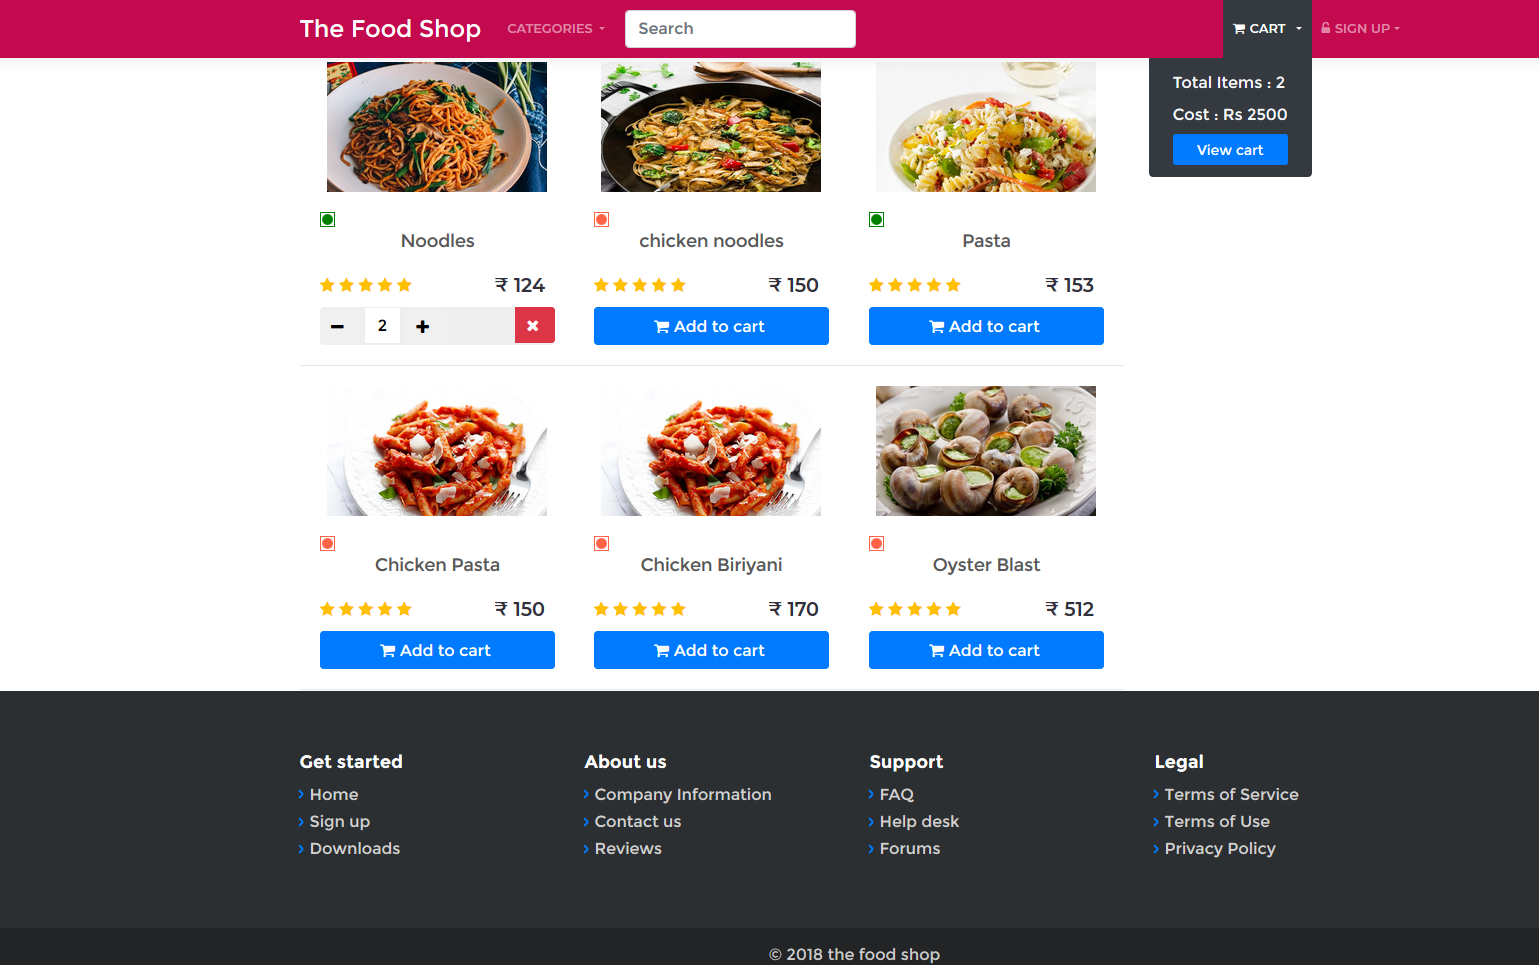 The Food Shop CATEGORIES Search CART SIGN UP
Total Items : 2
Cost : Rs 2500
View cart
Noodles chicken noodles Pasta
₹ 124 ₹ 150 ₹ 153
2 Add to cart Add to cart
Chicken Pasta Chicken Biriyani Oyster Blast
₹ 150 ₹ 170 ₹ 512
Add to cart Add to cart Add to cart
Get started About us Support Legal
Home Company Information FAQ Terms of Service
Sign up Contact us Help desk Terms of Use
Downloads Reviews Forums Privacy Policy
© 2018 the food shop